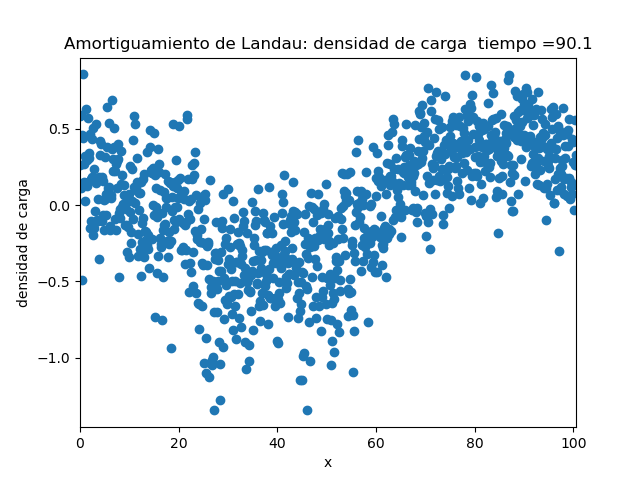 Amortiguamiento de Landau: densidad de carga  tiempo =90.1
densidad de carga
0.5
0.0
−0.5
−1.0
0 20 40 60 80 100
x